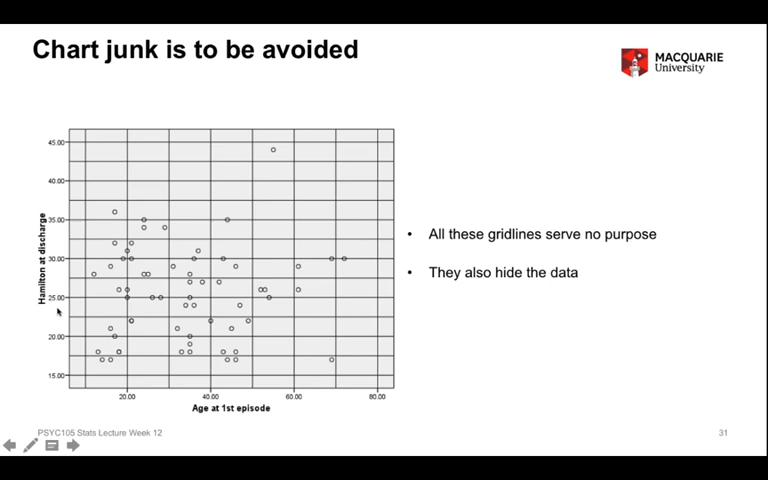 Chart junk is to be avoided
MACQUARIE
University
45.00
40.00
35.00
30.00
25.00
20.00
15.00
Hamilton at discharge
20.00
40.00
60.00
80.00
Age at 1st episode
• All these gridlines serve no purpose
• They also hide the data
PSYC105 Stats Lecture Week 12
31